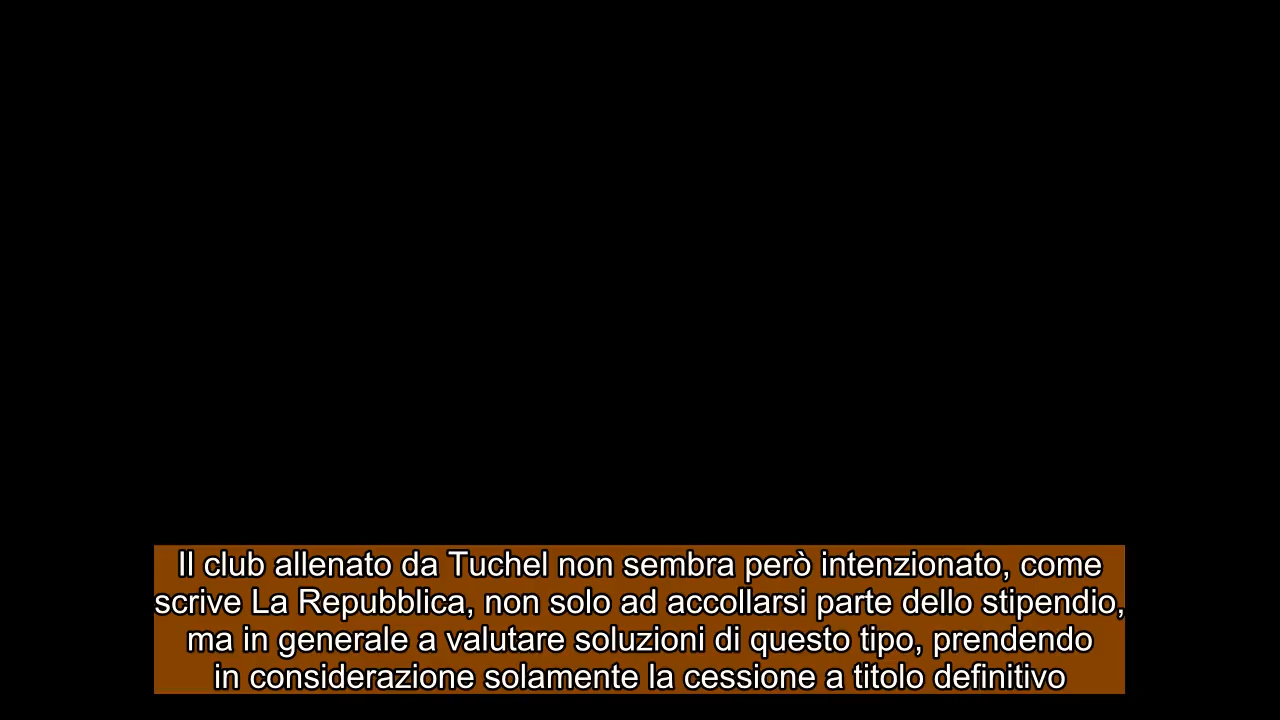 Il club allenato da Tuchel non sembra però intenzionato, come
scrive La Repubblica, non solo ad accollarsi parte dello stipendio,
ma in generale a valutare soluzioni di questo tipo, prendendo
in considerazione solamente la cessione a titolo definitivo